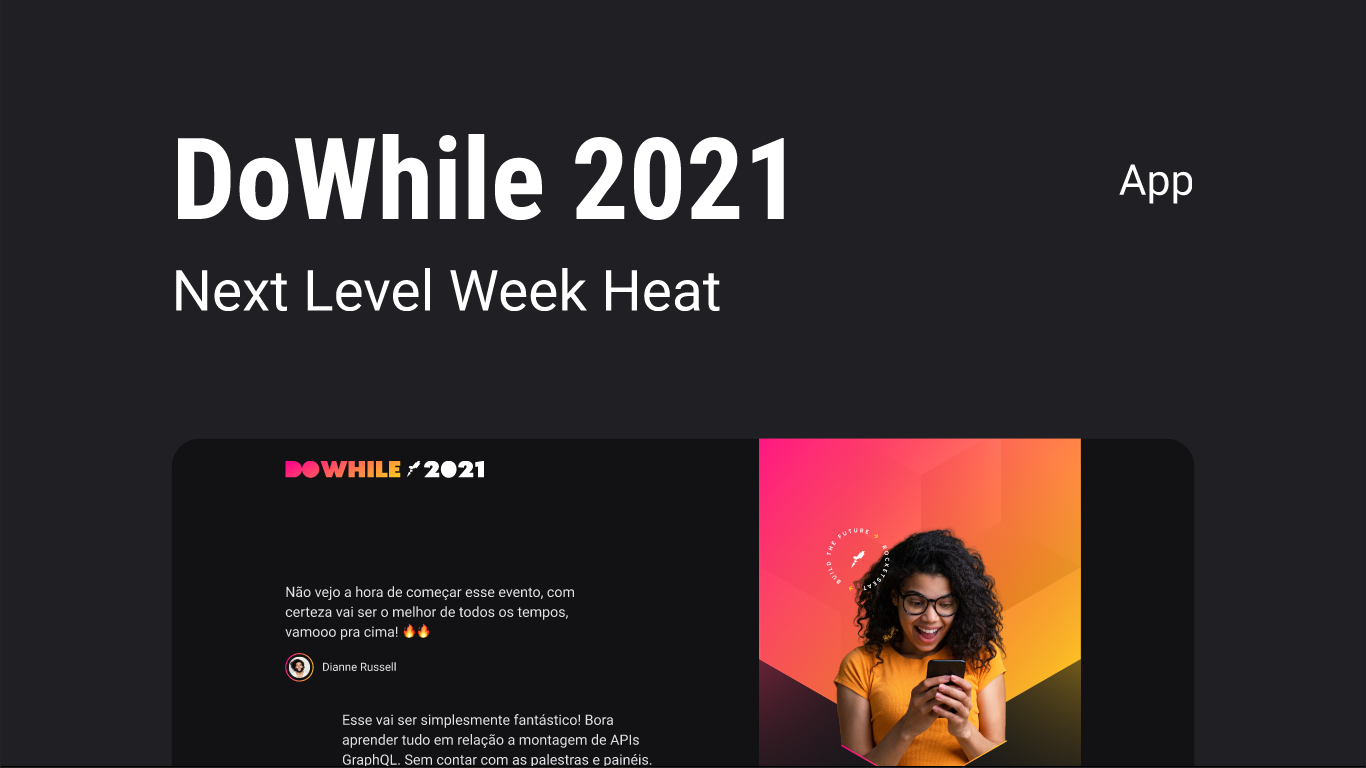 DoWhile 2021
App
Next Level Week Heat
DOWHILE 2021
BUILD THE FUTURE
ROCKETSEAT
Não vejo a hora de começar esse evento, com
certeza vai ser o melhor de todos os tempos,
vamooo pra cima! 🔥🔥
Dianne Russell
Esse vai ser simplesmente fantástico! Bora
aprender tudo em relação a montagem de APIs
GraphQL. Sem contar com as palestras e painéis.